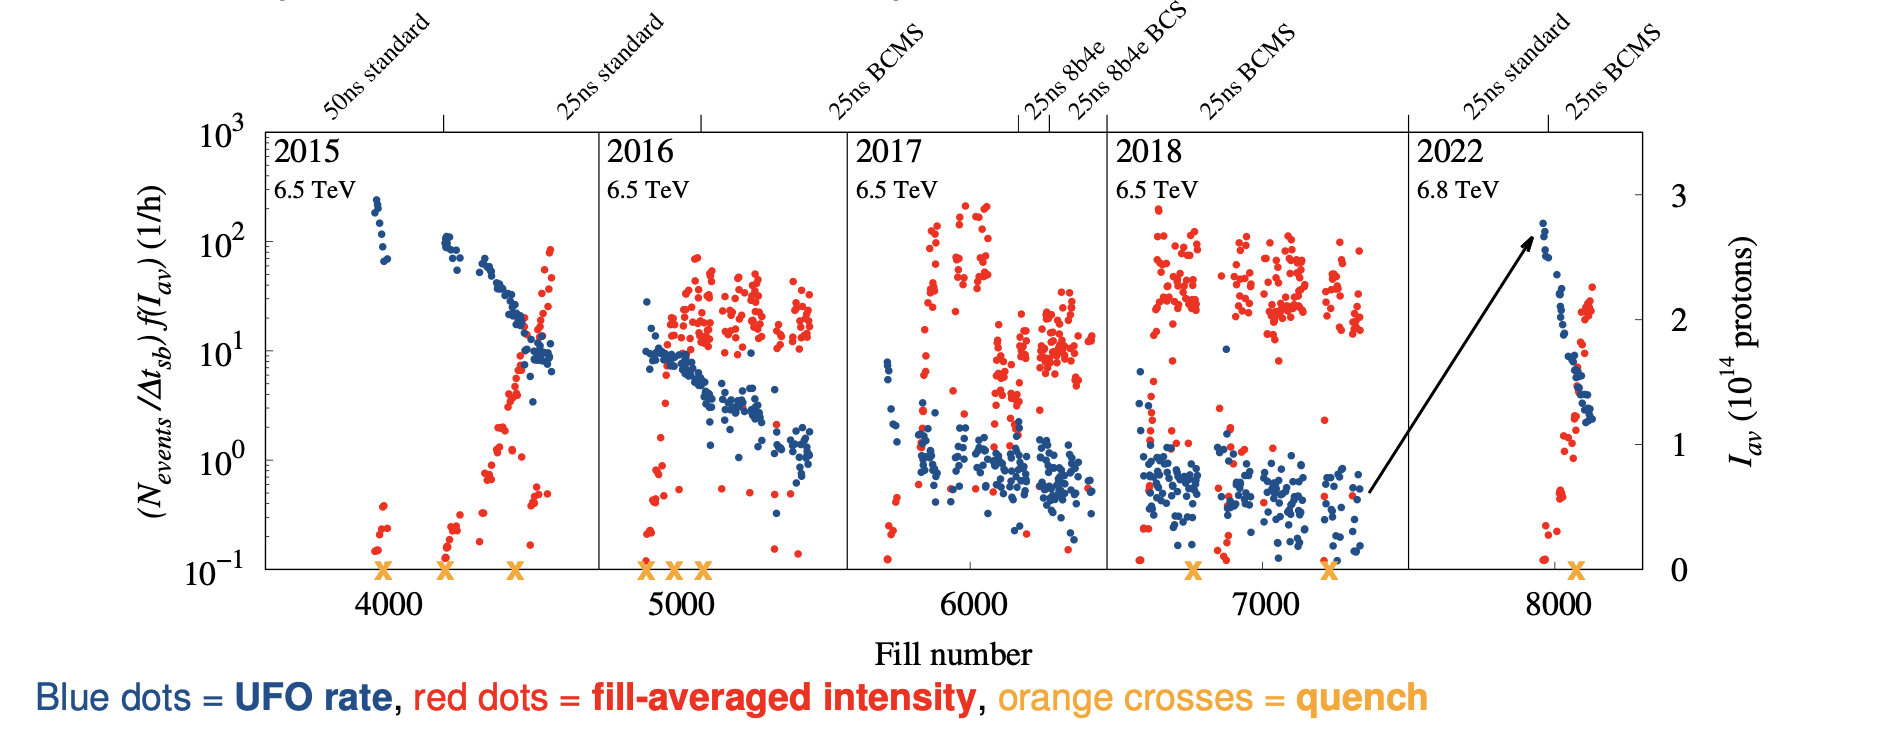 50ns standard
25ns standard
25ns BCMS
25ns 8b4e
25ns 8b4e BCS
25ns BCMS
25ns standard
25ns BCMS
2015
6.5 TeV
2016
6.5 TeV
2017
6.5 TeV
2018
6.5 TeV
2022
6.8 TeV
10³
10²
10¹
10⁰
10⁻¹
(N_events /Δt_sb) f(I_av) (1/h)
3
2
1
0
I_av (10¹⁴ protons)
4000
5000
6000
7000
8000
Fill number
Blue dots = UFO rate, red dots = fill-averaged intensity, orange crosses = quench